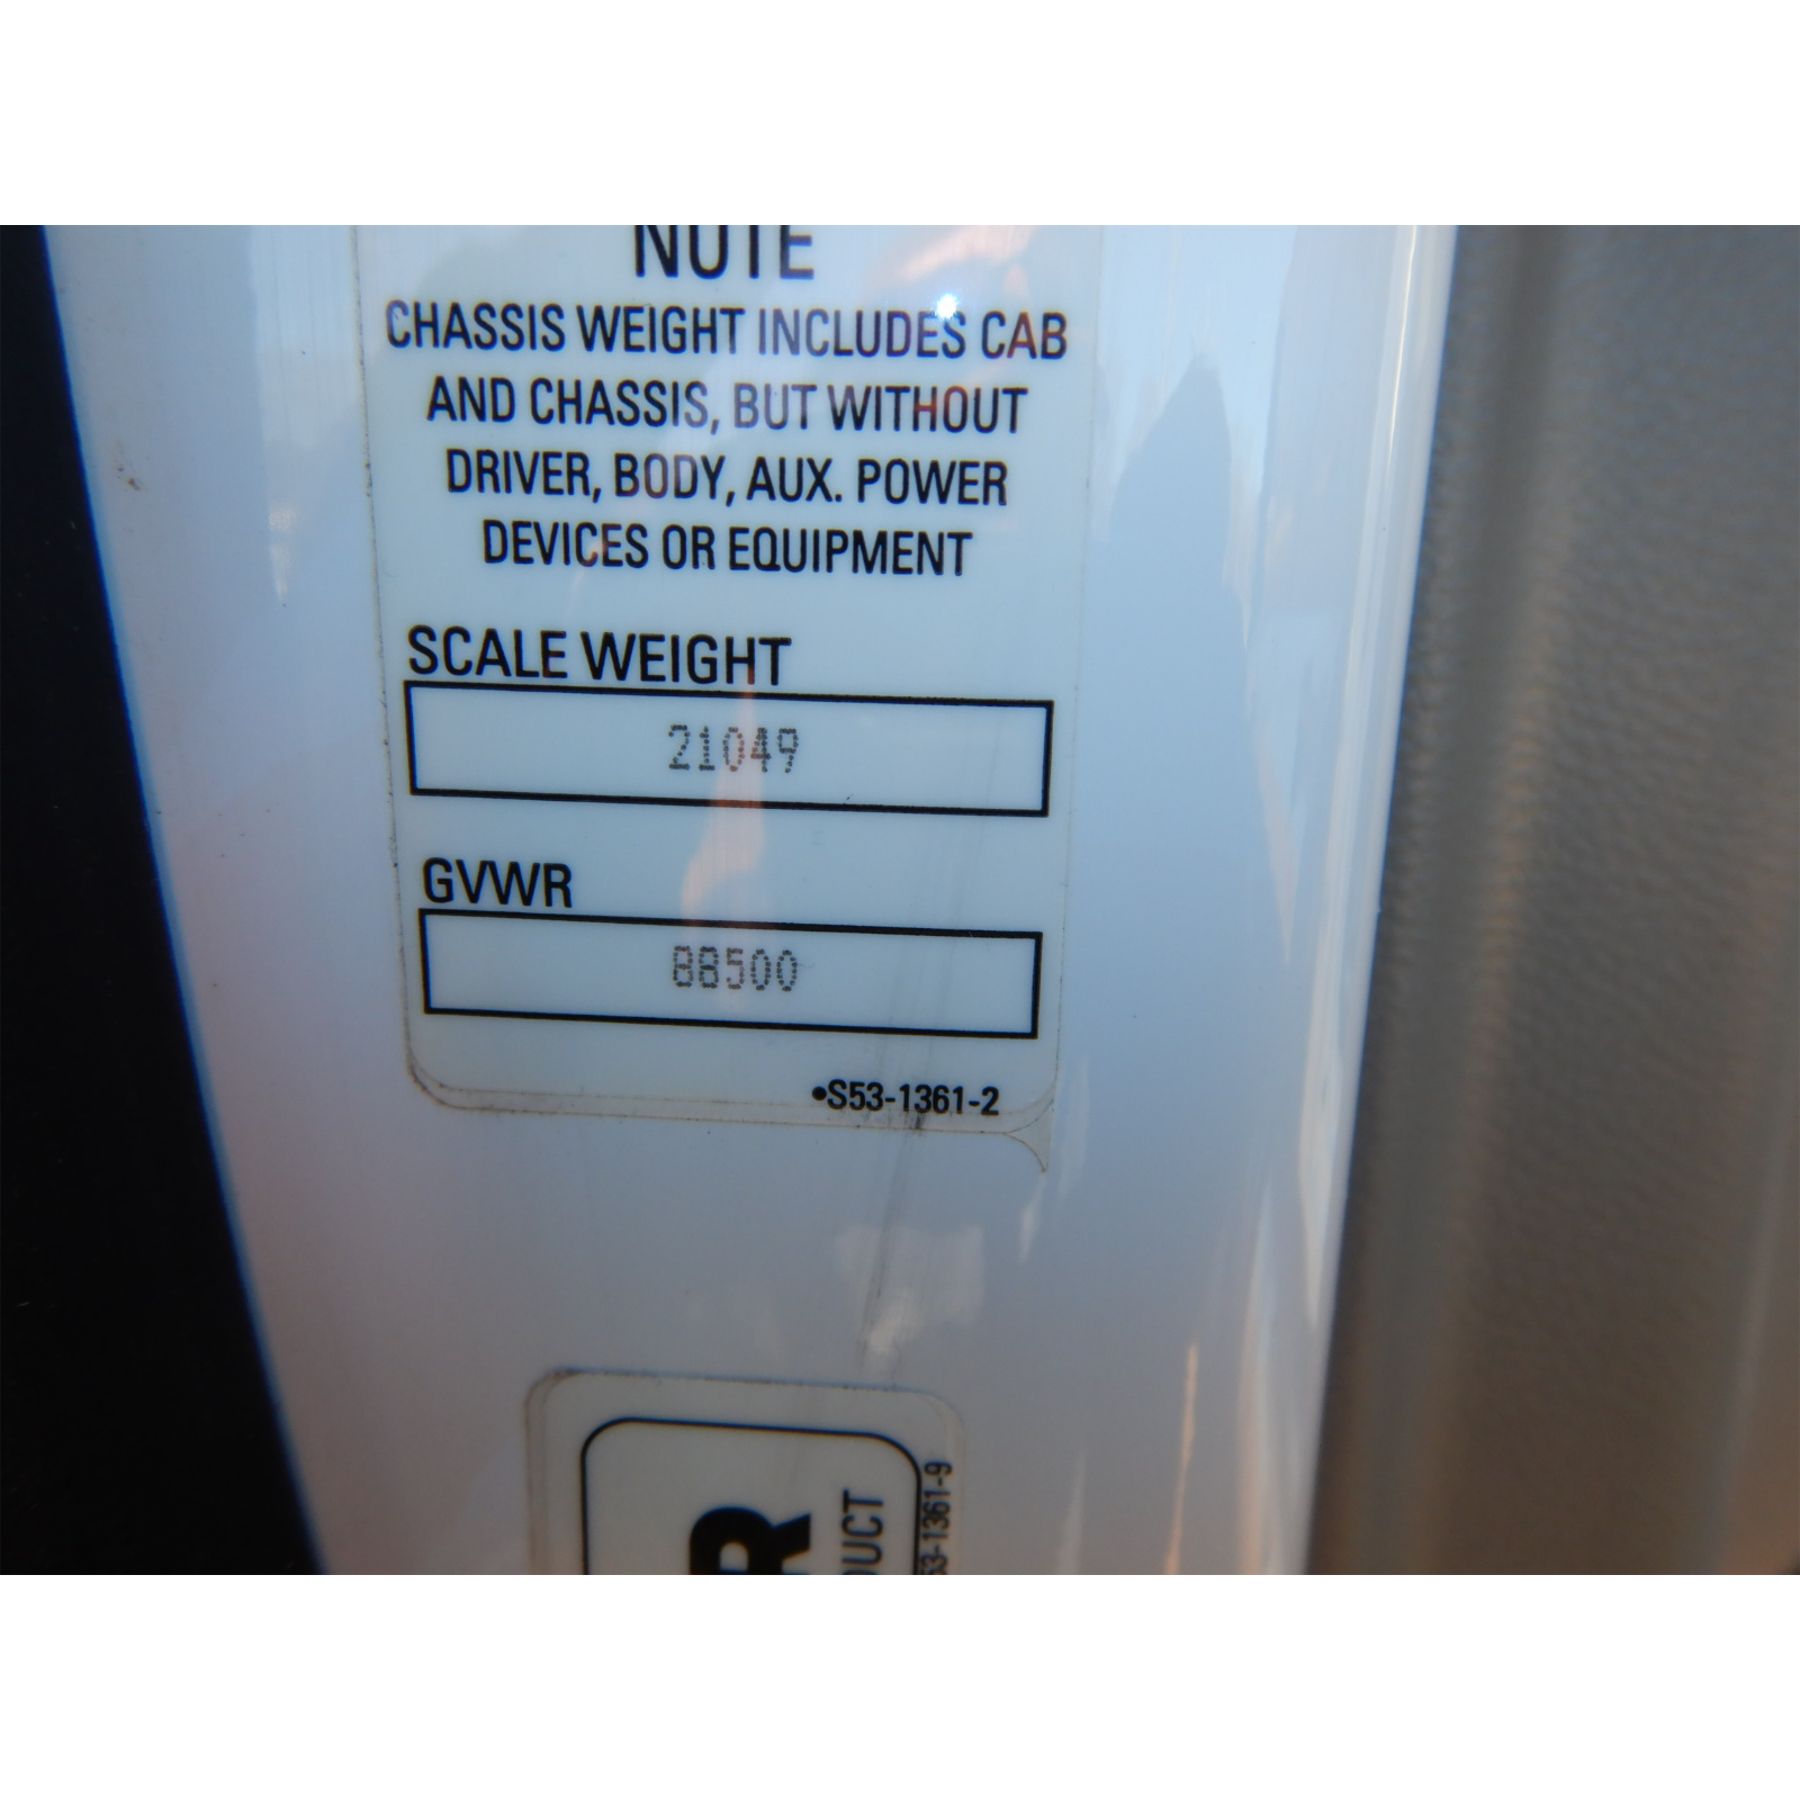 NOTE
CHASSIS WEIGHT INCLUDES CAB
AND CHASSIS, BUT WITHOUT
DRIVER, BODY, AUX. POWER
DEVICES OR EQUIPMENT
SCALE WEIGHT
21049
GVWR
88500
•S53-1361-2
R
DUCT
53-1361-9